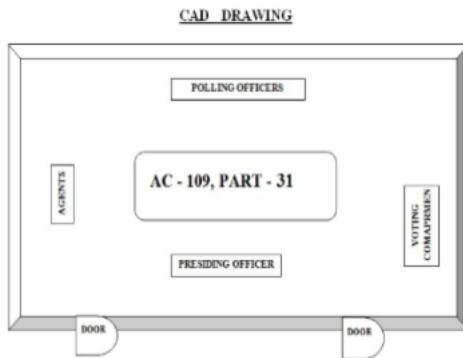 CAD DRAWING
POLLING OFFICERS
AGENTS
AC - 109, PART - 31
VOTING
COMAPRMEN
PRESIDING OFFICER
DOOR
DOOR